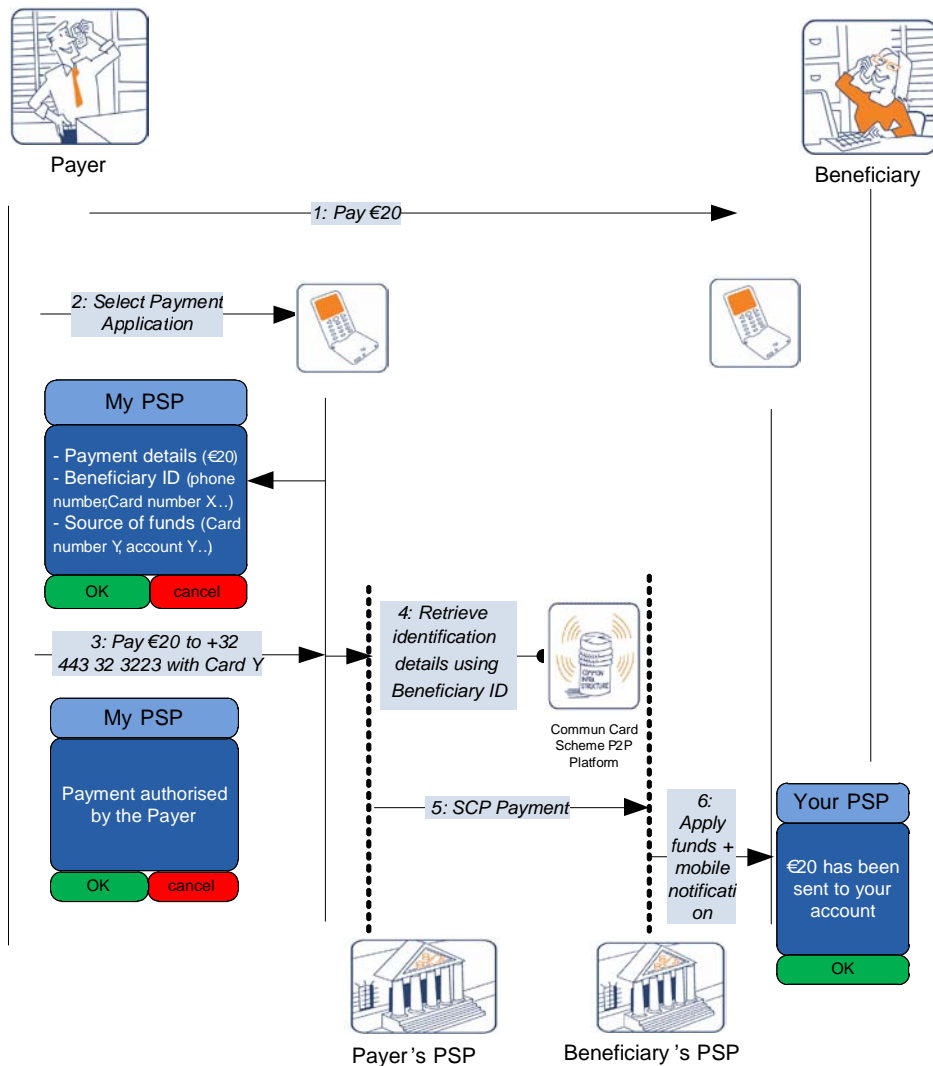 Payer
Beneficiary
1: Pay €20
2: Select Payment
Application
My PSP
- Payment details (€20)
- Beneficiary ID (phone
number,Card number X..)
- Source of funds (Card
number Y, account Y..)
OK
cancel
3: Pay €20 to +32
443 32 3223 with Card Y
4: Retrieve
identification
details using
Beneficiary ID
COMMON
INFRA
STRUCTURE
Commun Card
Scheme P2P
Platform
My PSP
Payment authorised
by the Payer
OK
cancel
5: SCP Payment
6:
Apply
funds +
mobile
notificati
on
Your PSP
€20 has been
sent to your
account
OK
Payer's PSP
Beneficiary's PSP